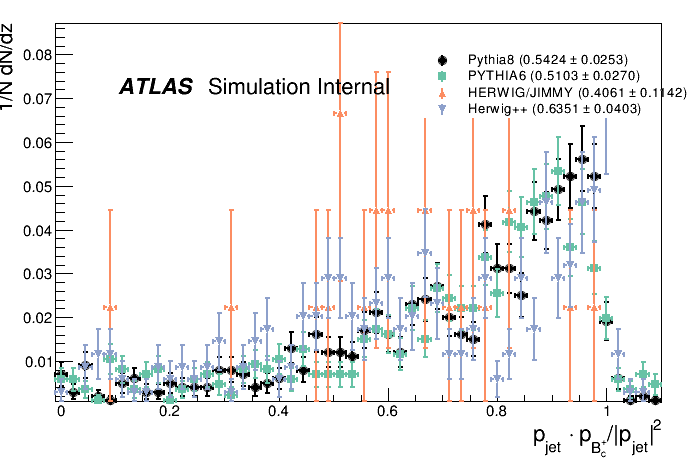 1/N dN/dz
0.08
0.07
0.06
0.05
0.04
0.03
0.02
0.01
ATLAS Simulation Internal
Pythia8 (0.5424 ± 0.0253)
PYTHIA6 (0.5103 ± 0.0270)
HERWIG/JIMMY (0.4061 ± 0.1142)
Herwig++ (0.6351 ± 0.0403)
0 0.2 0.4 0.6 0.8 1
p_jet · p_{B_c^+}/|p_jet|^2